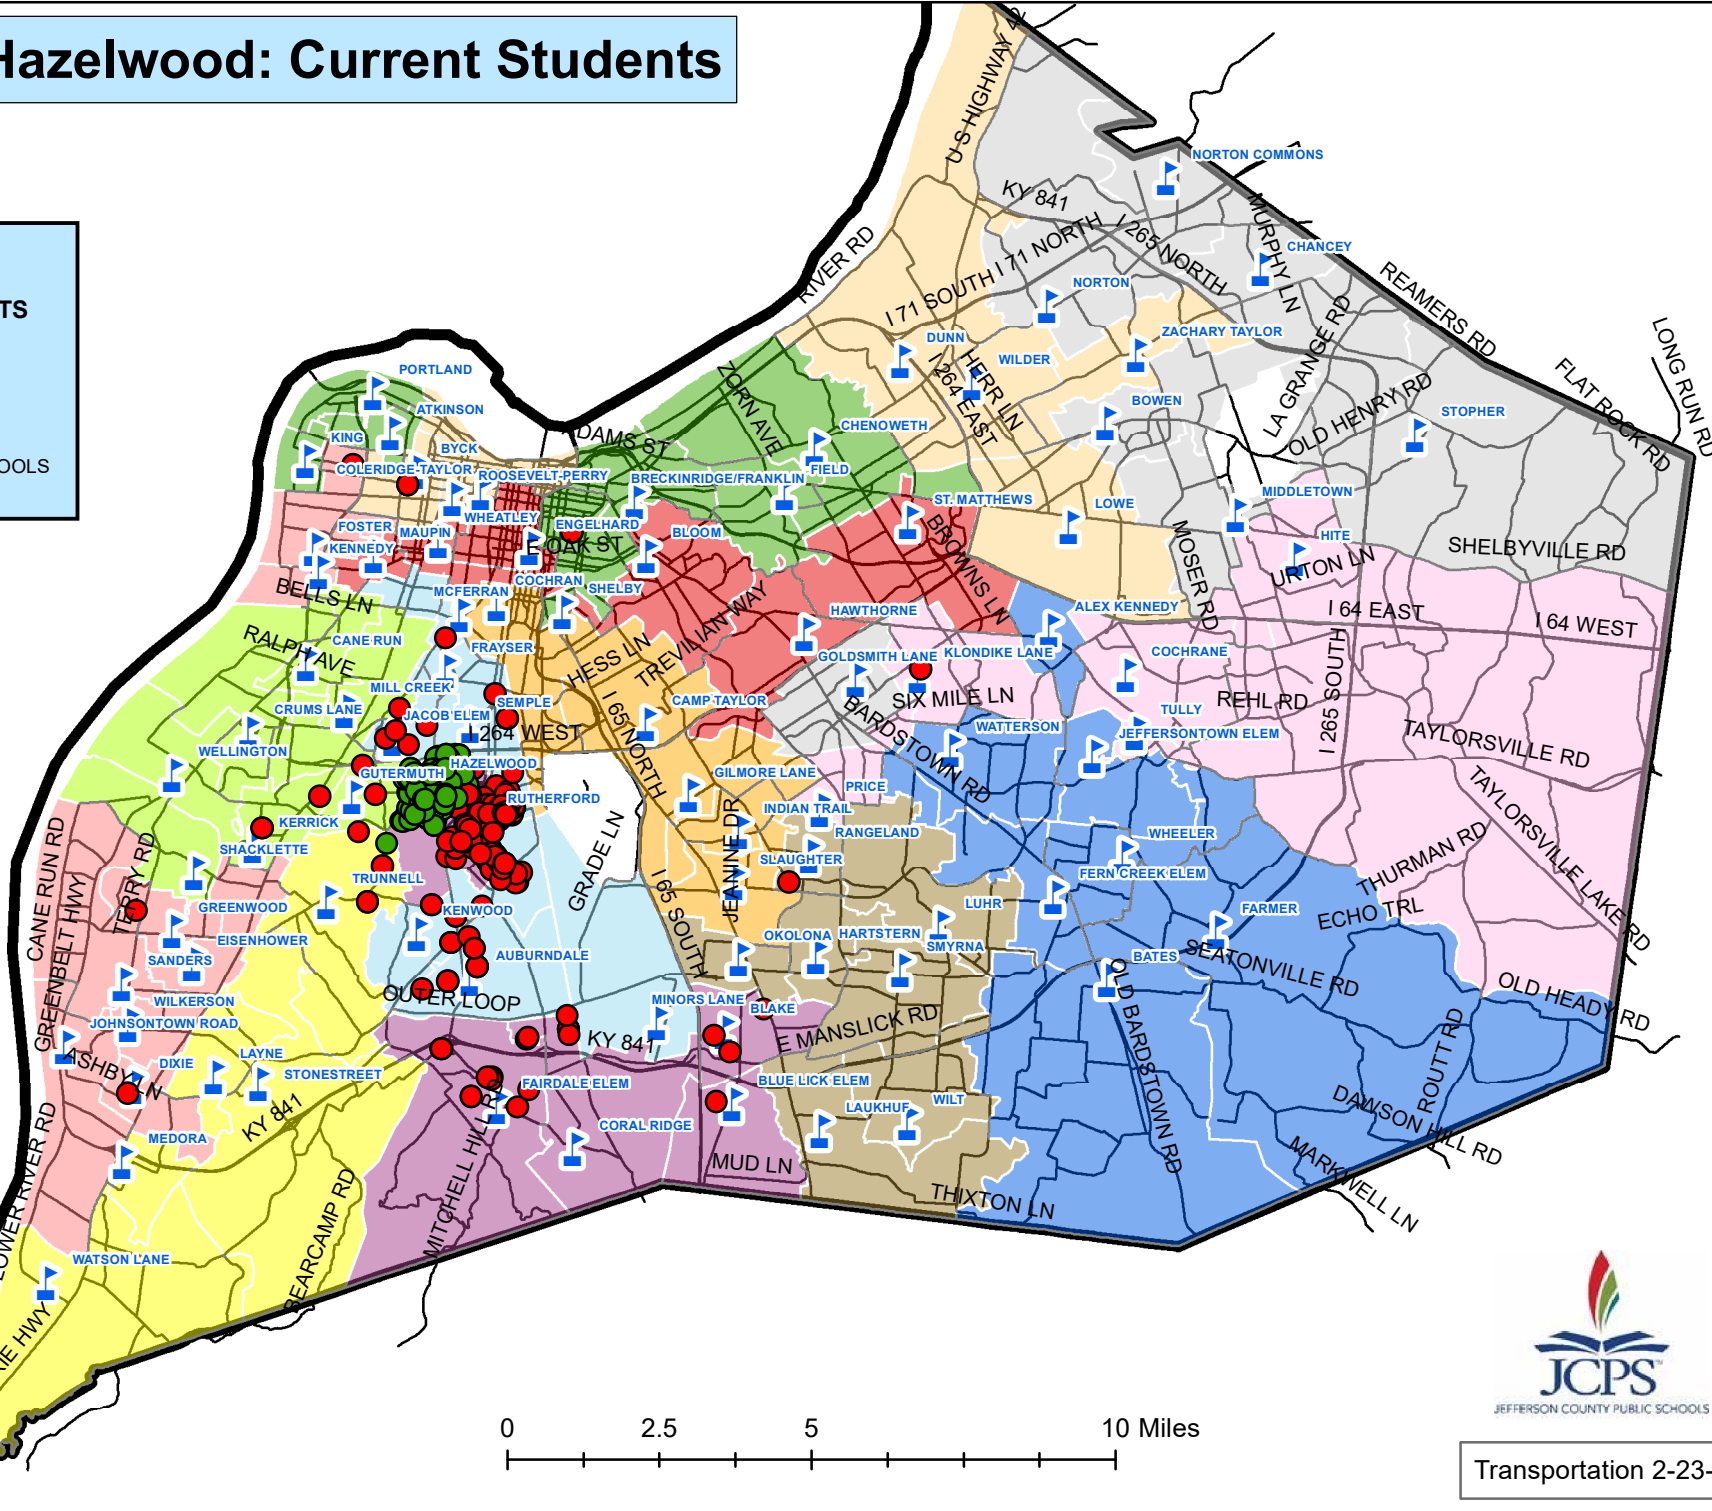 Hazelwood: Current Students
TS
OOLS
U S HIGHWAY 42
NORTON COMMONS
KY 841
MURPHY LN
I 265 NORTH
I 71 NORTH
CHANCEY
RIVER RD
REAMERS RD
I 71 SOUTH
NORTON
LA GRANGE RD
LONG RUN RD
ZACHARY TAYLOR
DUNN
WILDER
HERR LN
I 264 EAST
FLAT ROCK RD
PORTLAND
ZORN AVE
OLD HENRY RD
BOWEN
ATKINSON
STOPHER
CHENOWETH
KING
DAMS ST
BYCK
COLERIDGE-TAYLOR
ROOSEVELT-PERRY
BRECKINRIDGE/FRANKLIN
FIELD
MIDDLETOWN
ST. MATTHEWS
LOWE
WHEATLEY
FOSTER
MAUPIN
ENGELHARD
BLOOM
HITE
KENNEDY
E OAK ST
BROWNS LN
MOSER RD
SHELBYVILLE RD
URTON LN
BELLS LN
COCHRAN
MCFERRAN
SHELBY
HAWTHORNE
ALEX KENNEDY
I 64 EAST
I 64 WEST
RALPH AVE
CANE RUN
FRAYSER
HESS LN
TREVILIAN WAY
GOLDSMITH LANE
KLONDIKE LANE
COCHRANE
MILL CREEK
SEMPLE
CAMP TAYLOR
SIX MILE LN
REHL RD
I 265 SOUTH
CRUMS LANE
JACOB ELEM
I 264 WEST
I 65 NORTH
BARDSTOWN RD
WATTERSON
TULLY
JEFFERSONTOWN ELEM
TAYLORSVILLE RD
WELLINGTON
GUTERMUTH
HAZELWOOD
GILMORE LANE
PRICE
RUTHERFORD
INDIAN TRAIL
TAYLORSVILLE LAKE RD
KERRICK
RANGELAND
WHEELER
SHACKLETTE
GRADE LN
JEANINE DR
SLAUGHTER
THURMAN RD
CANE RUN RD
TERRY RD
TRUNNELL
FERN CREEK ELEM
GREENBELT HWY
GREENWOOD
KENWOOD
LUHR
FARMER
ECHO TRL
I 65 SOUTH
EISENHOWER
OKOLONA
HARTSTERN
SMYRNA
SANDERS
AUBURNDALE
BATES
SEATONVILLE RD
OUTER LOOP
OLD HEADY RD
WILKERSON
MINORS LANE
BLAKE
JOHNSONTOWN ROAD
KY 841
E MANSLICK RD
OLD BARDSTOWN RD
ROUTT RD
ASHBY LN
DIXIE
LAYNE
STONESTREET
FAIRDALE ELEM
BLUE LICK ELEM
WILT
LAUKHUF
KY 841
DAWSON HILL RD
MEDORA
CORAL RIDGE
LOWER RIVER RD
MITCHELL HILL RD
MUD LN
MARKWELL LN
BEARCAMP RD
THIXTON LN
WATSON LANE
IE HWY
0 2.5 5 10 Miles
JCPS
JEFFERSON COUNTY PUBLIC SCHOOLS
Transportation 2-23-